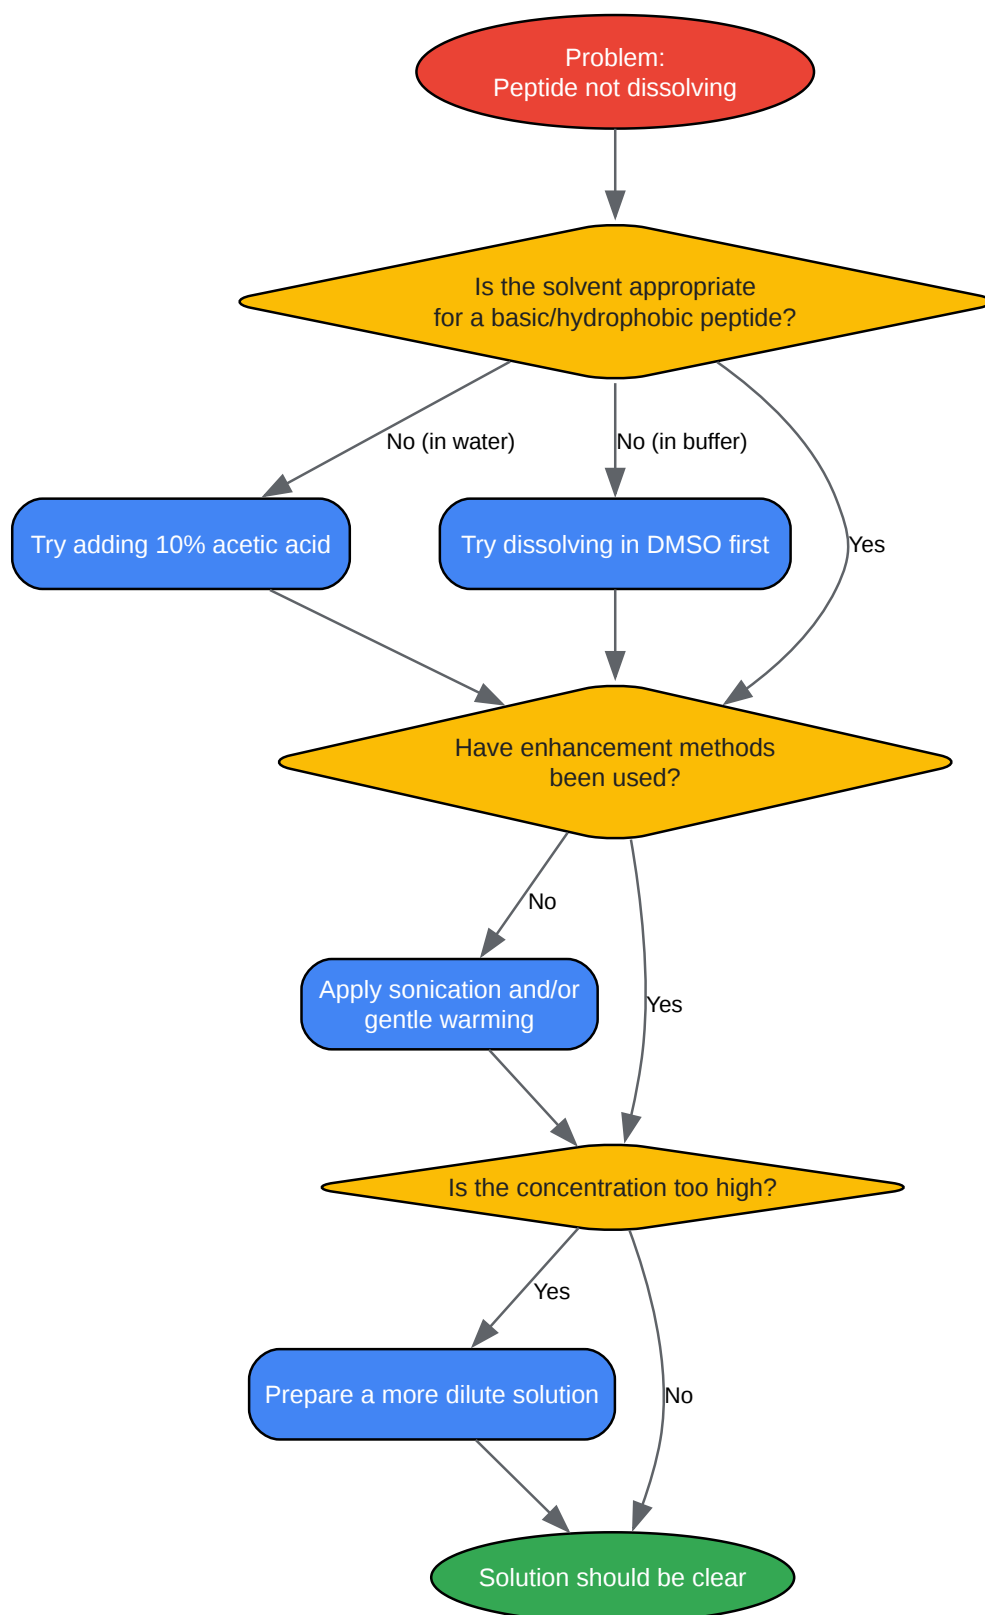 Problem:
Peptide not dissolving
Is the solvent appropriate
for a basic/hydrophobic peptide?
No (in water)
No (in buffer)
Try adding 10% acetic acid
Try dissolving in DMSO first
Yes
Have enhancement methods
been used?
No
Apply sonication and/or
gentle warming
Yes
Is the concentration too high?
Yes
Prepare a more dilute solution
No
Solution should be clear